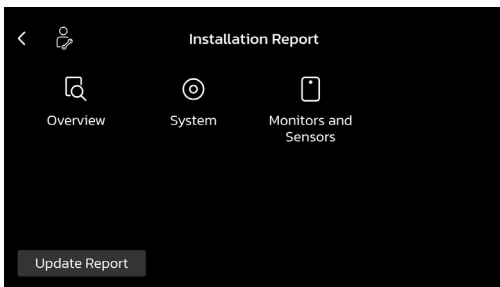 Installation Report
Overview
System
Monitors and
Sensors
Update Report